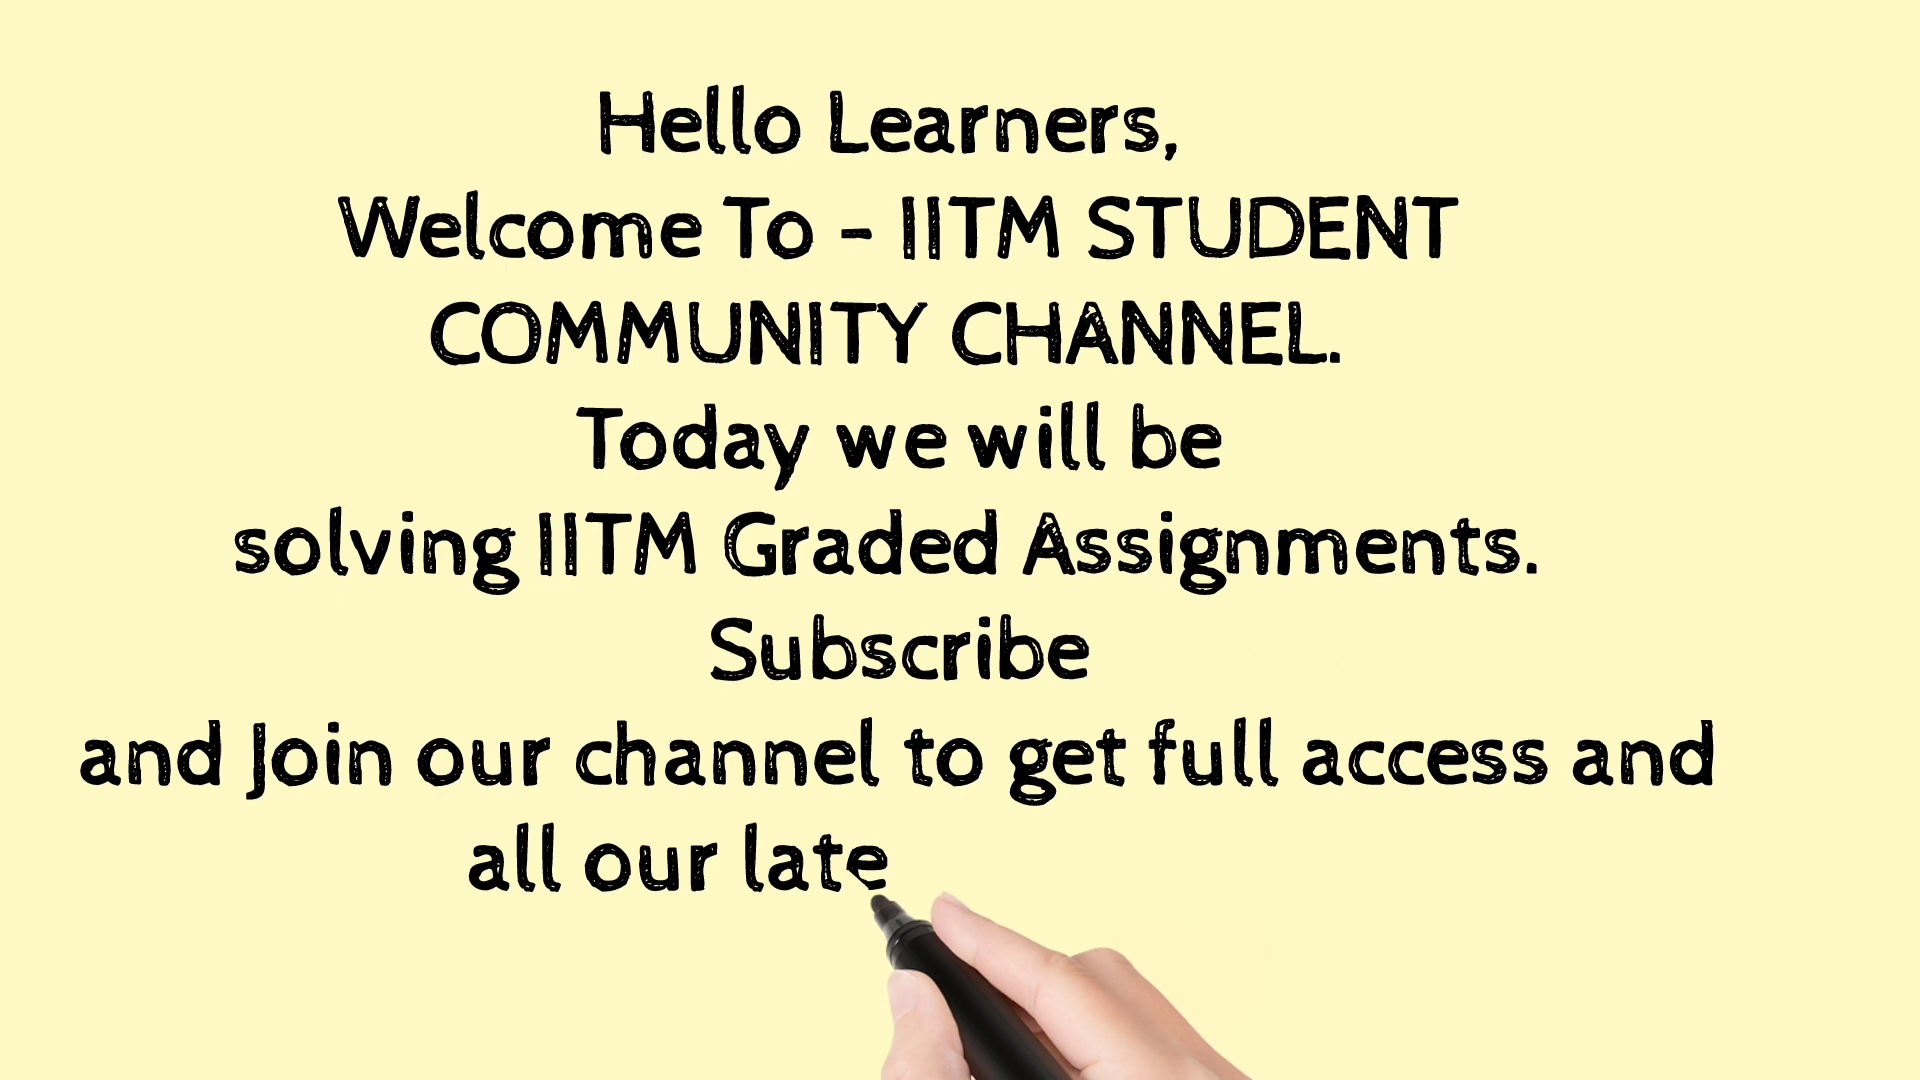 Hello Learners,
Welcome To - IITM STUDENT
COMMUNITY CHANNEL.
Today we will be
solving IITM Graded Assignments.
Subscribe
and Join our channel to get full access and
all our late